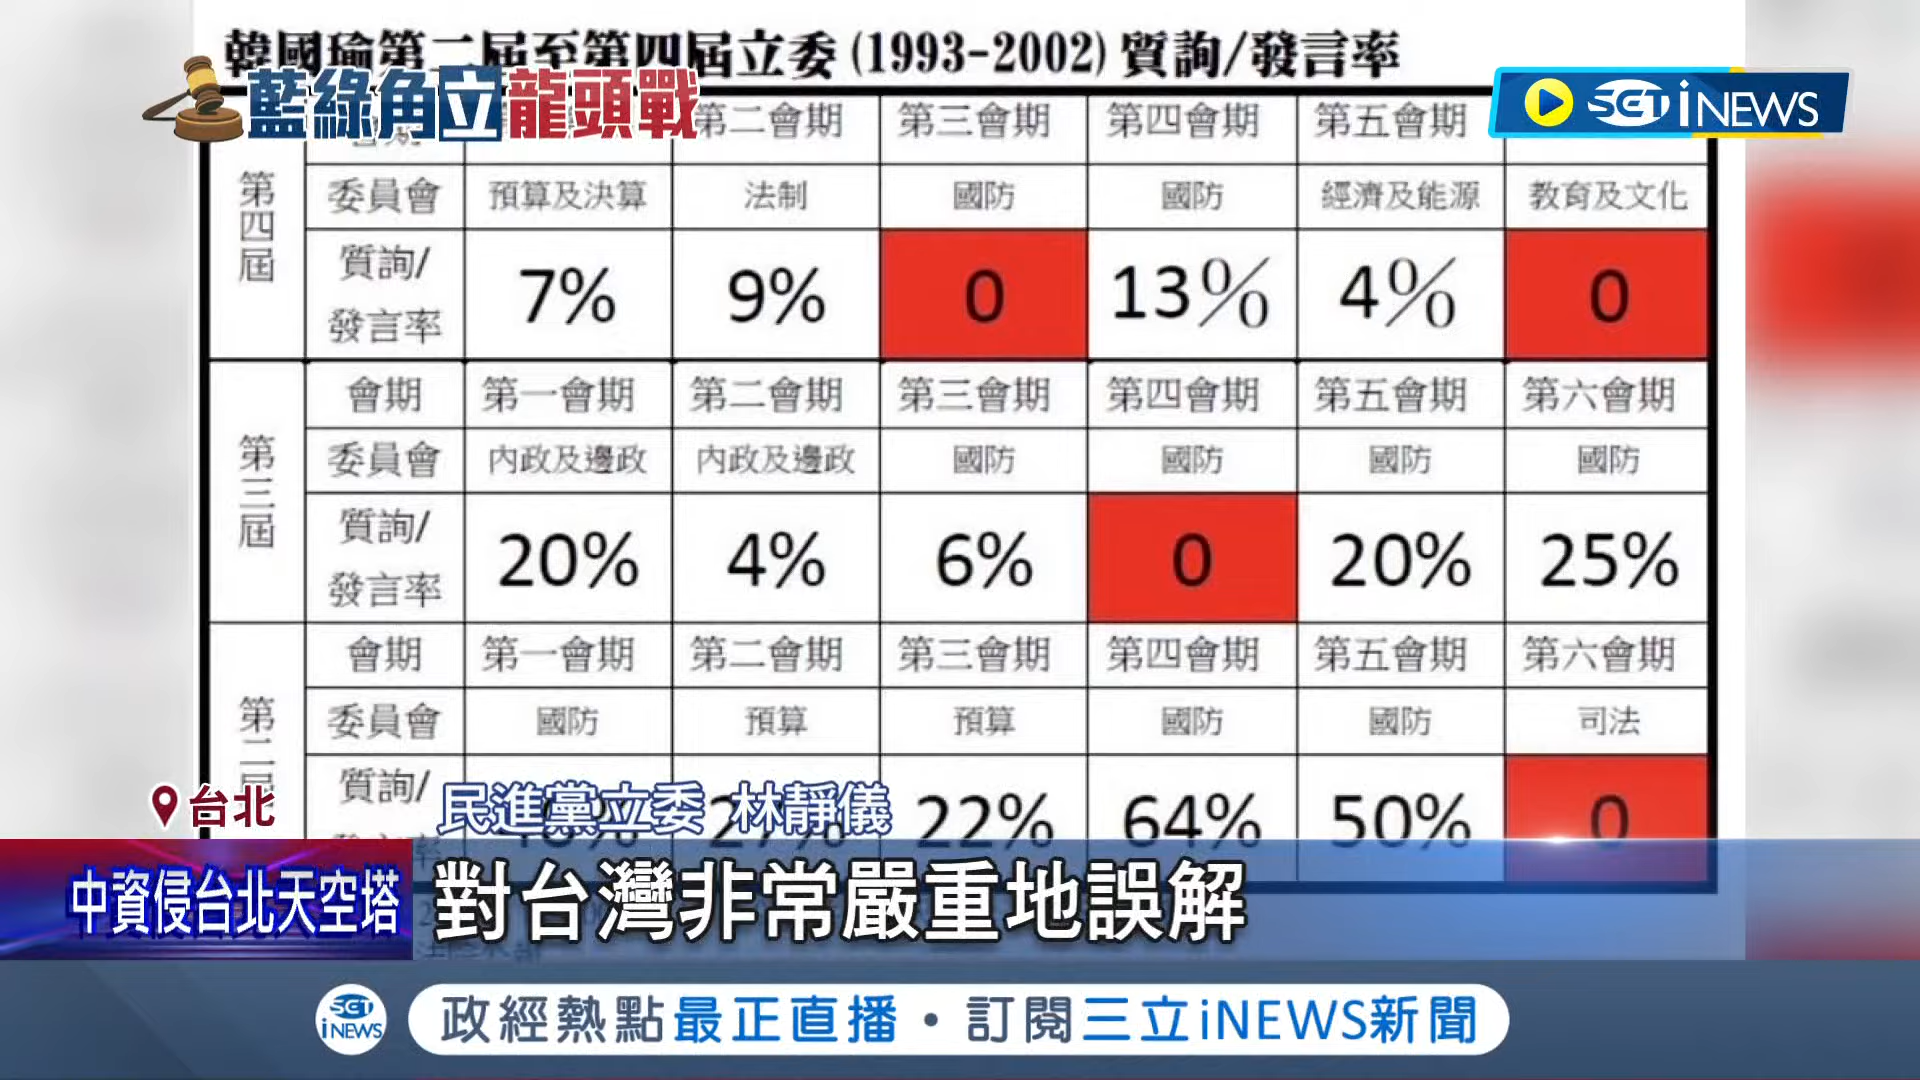 韓國瑜第二屆至第四屆立委(1993-2002)質詢/發言率
藍綠角立龍頭戰
SET iNEWS
第二會期 第三會期 第四會期 第五會期
第四屆
委員會 預算及決算 法制 國防 國防 經濟及能源 教育及文化
質詢/發言率 7% 9% 0 13% 4% 0
第三屆
會期 第一會期 第二會期 第三會期 第四會期 第五會期 第六會期
委員會 內政及邊政 內政及邊政 國防 國防 國防 國防
質詢/發言率 20% 4% 6% 0 20% 25%
第二屆
會期 第一會期 第二會期 第三會期 第四會期 第五會期 第六會期
委員會 國防 預算 預算 國防 國防 司法
質詢/ 27% 22% 64% 50% 0
台北
民進黨立委 林靜儀
中資侵台北天空塔
對台灣非常嚴重地誤解
SET iNEWS
政經熱點最正直播・訂閱三立iNEWS新聞